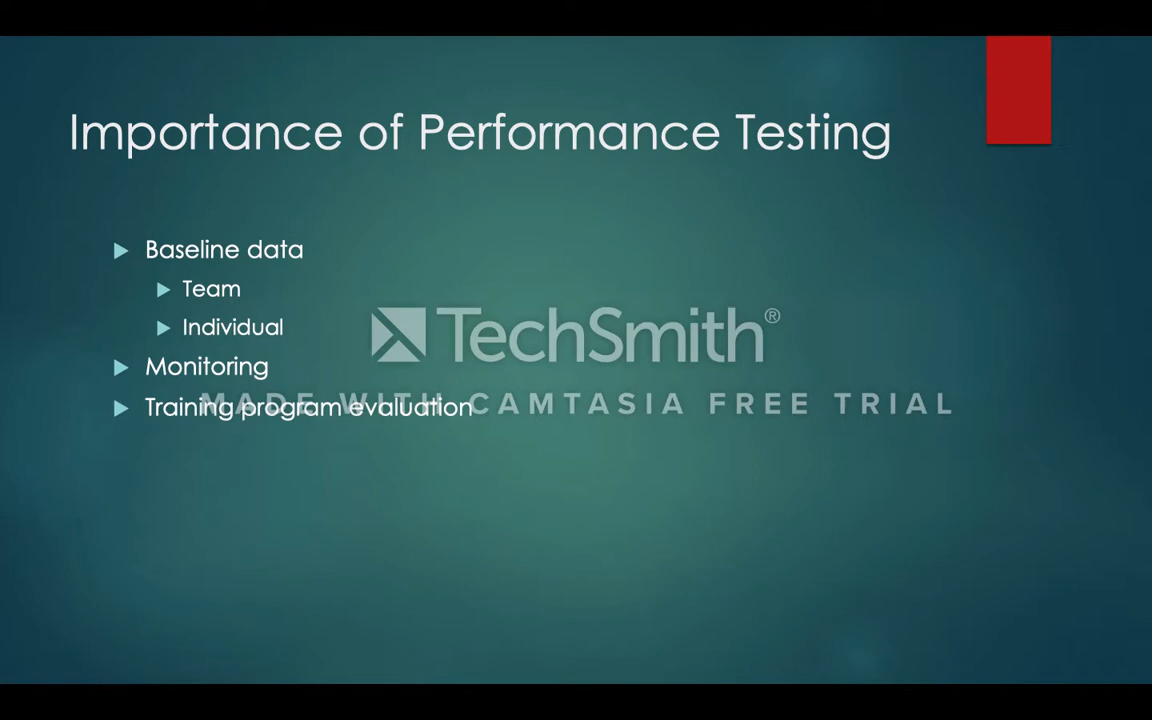 Importance of Performance Testing
Baseline data
Team
Individual
TechSmith®
Monitoring
Training program evaluation
MADE WITH CAMTASIA FREE TRIAL